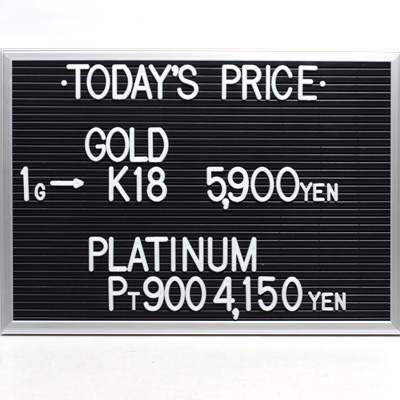 ·TODAY'S PRICE·
GOLD
1G→ K18 5,900YEN
PLATINUM
PT900 4,150YEN